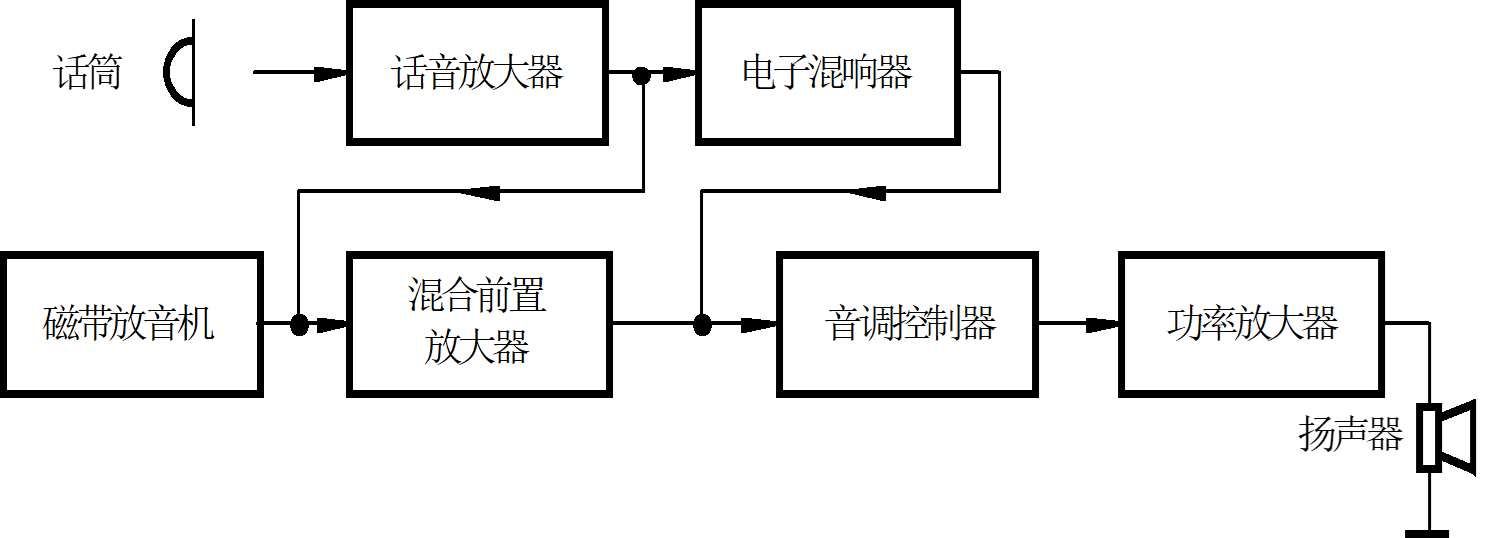 话筒
话音放大器
电子混响器
磁带放音机
混合前置
放大器
音调控制器
功率放大器
扬声器